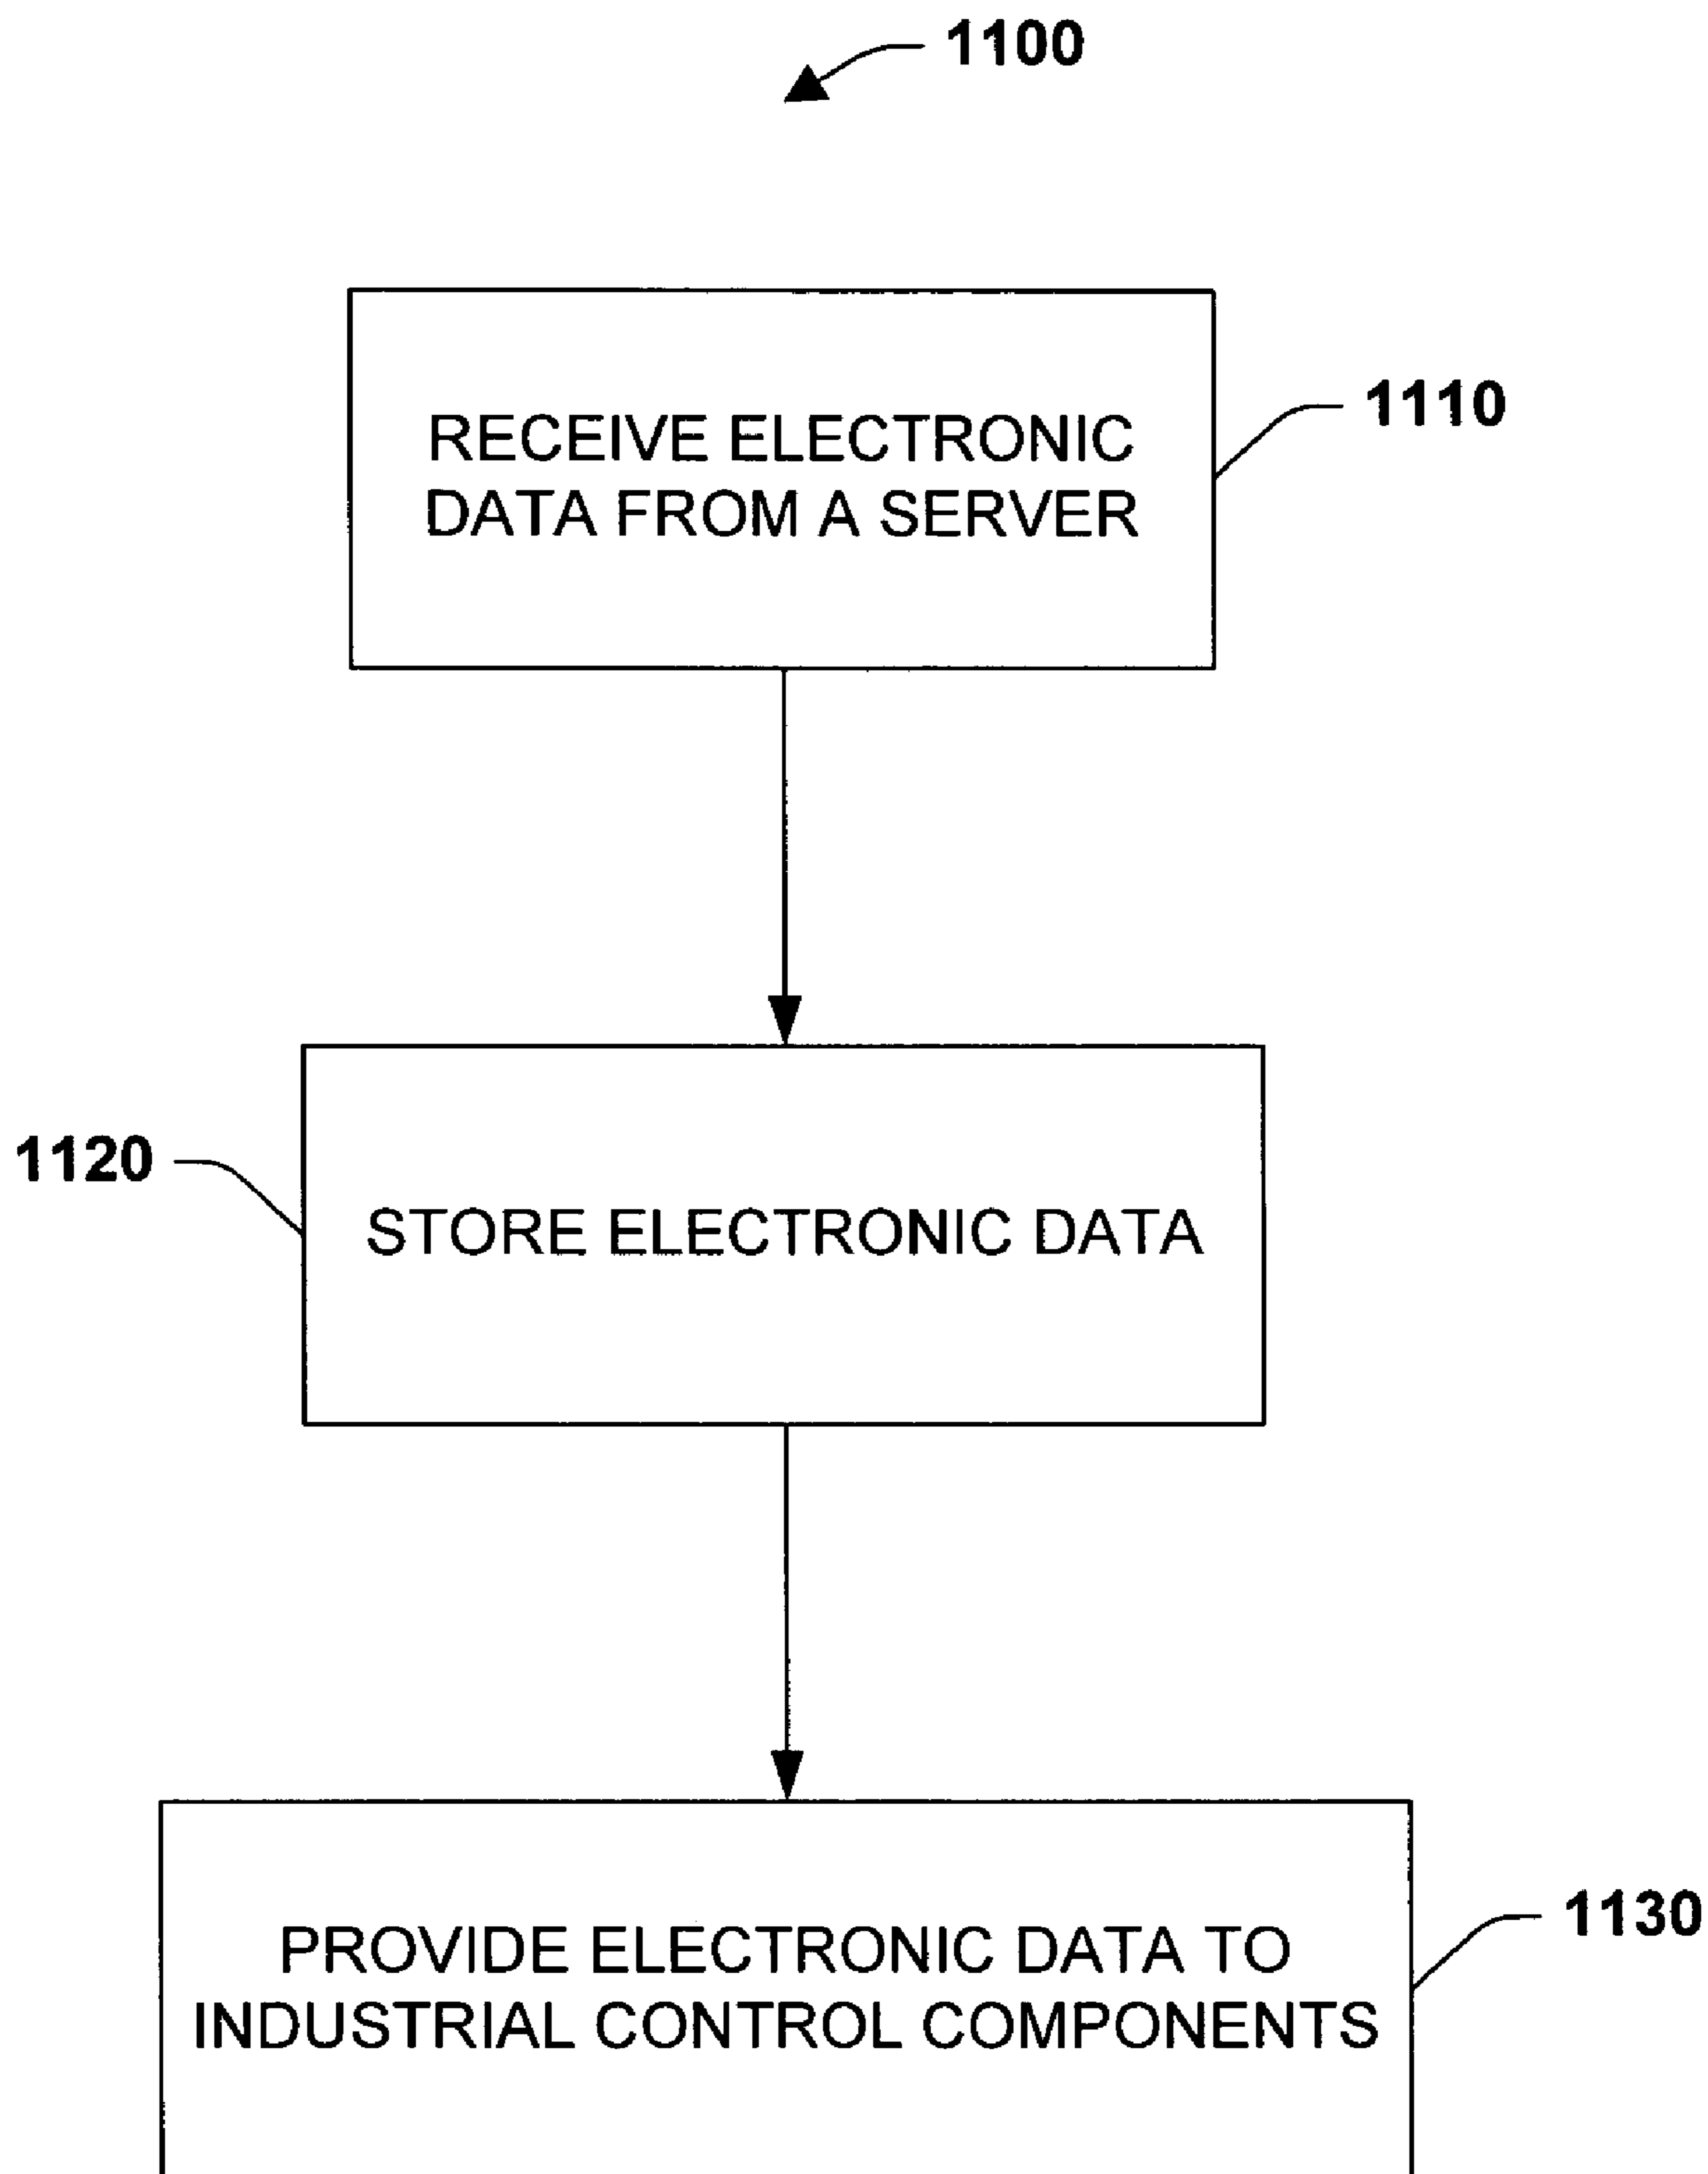 1100
RECEIVE ELECTRONIC
DATA FROM A SERVER
1110
1120
STORE ELECTRONIC DATA
PROVIDE ELECTRONIC DATA TO
INDUSTRIAL CONTROL COMPONENTS
1130